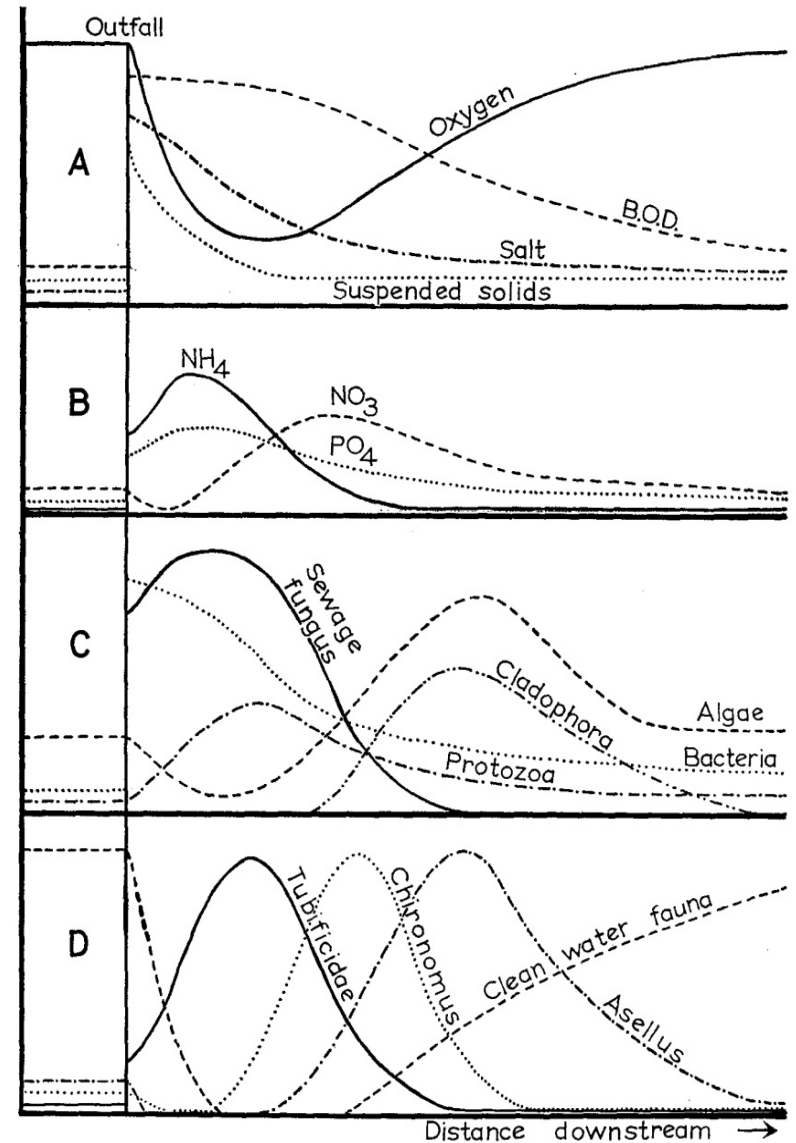 Outfall
A
Oxygen
B.O.D.
Salt
Suspended solids
B
NH4
NO3
PO4
C
Sewage
fungus
Cladophora
Algae
Bacteria
Protozoa
D
Tubificidae
Chironomus
Clean water fauna
Asellus
Distance downstream →